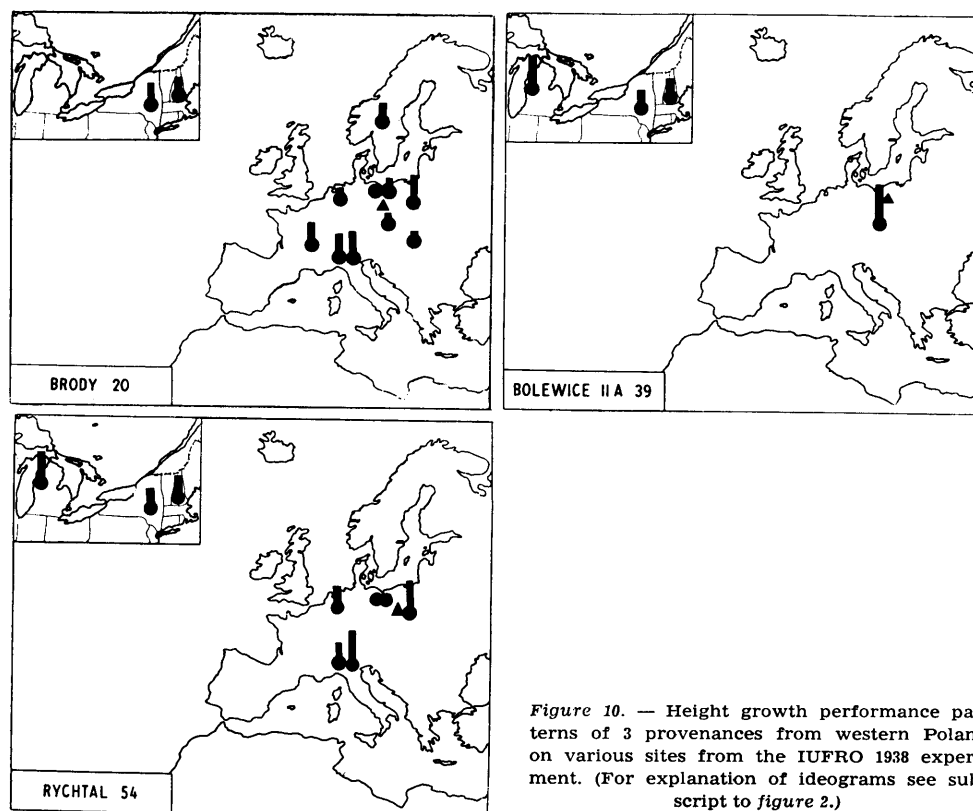 BRODY 20
BOLEWICE II A 39
RYCHTAL 54
Figure 10. — Height growth performance pa
terns of 3 provenances from western Polan
on various sites from the IUFRO 1938 exper
ment. (For explanation of ideograms see sul
script to figure 2.)